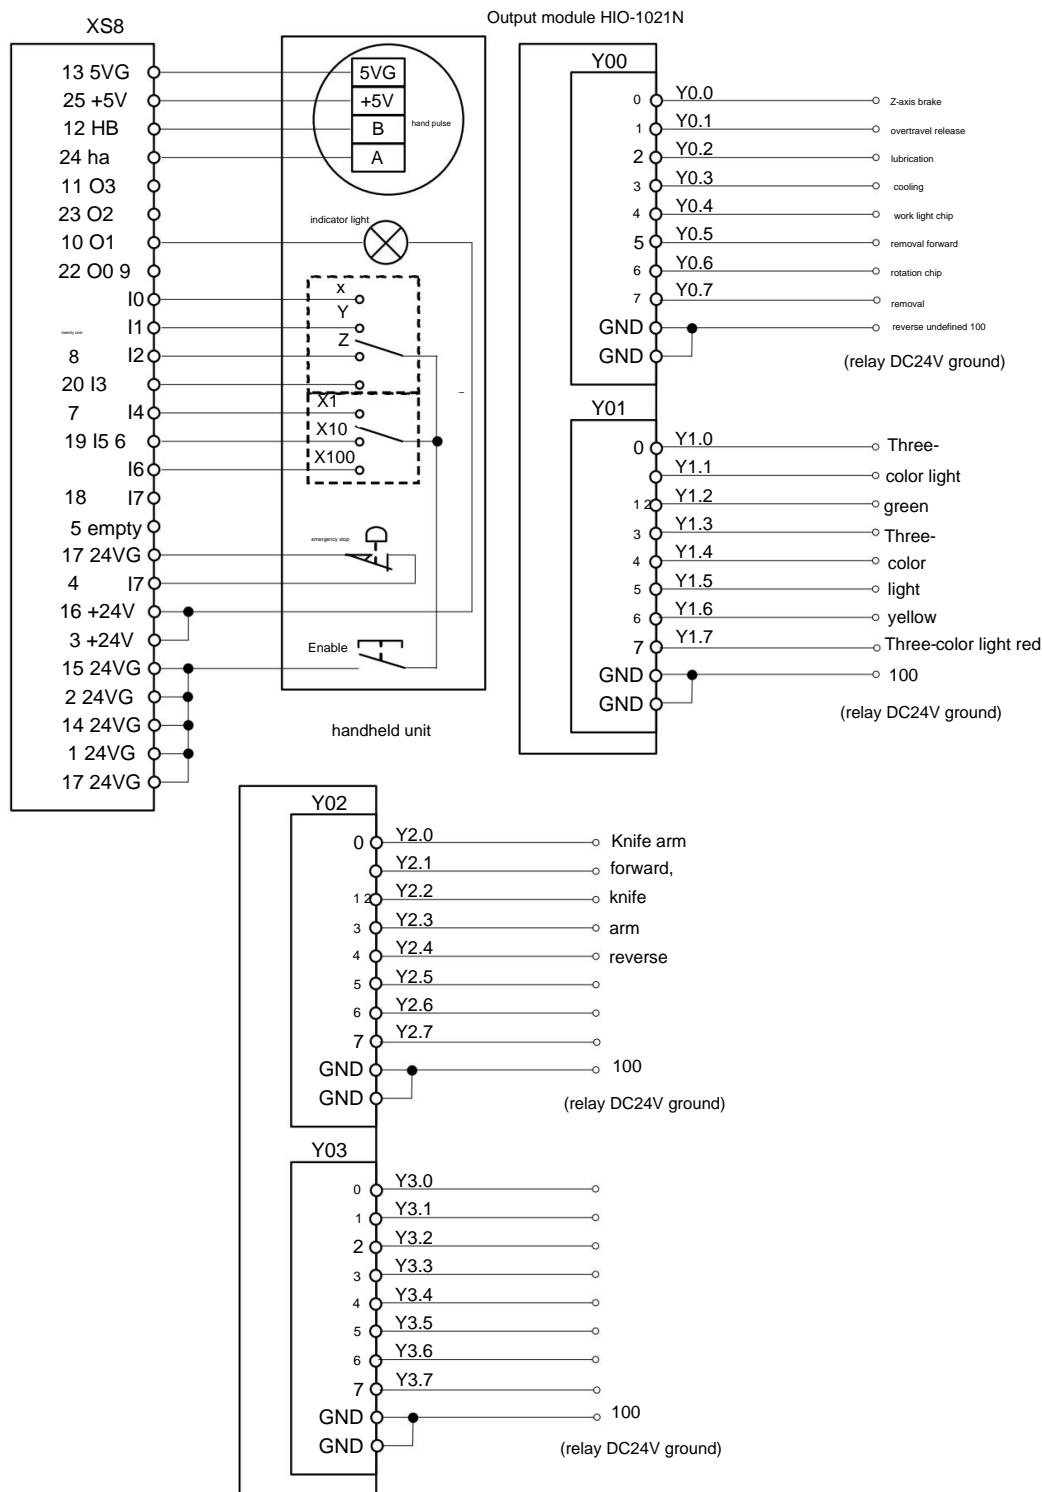 Output module HIO-1021N
XS8
13 5VG
25 +5V
12 HB
24 ha
11 O3
23 O2
10 O1
22 O0 9
I0
twenty one
I1
8 I2
20 I3
7 I4
19 I5 6
I6
18 I7
5 empty
17 24VG
4 I7
16 +24V
3 +24V
15 24VG
2 24VG
14 24VG
1 24VG
17 24VG
5VG
+5V
B
A
hand pulse
indicator light
x
Y
Z
X1
X10
X100
emergency stop
Enable
handheld unit
Y00
0 Y0.0 Z-axis brake
1 Y0.1 overtravel release
2 Y0.2 lubrication
3 Y0.3 cooling
4 Y0.4 work light chip
5 Y0.5 removal forward
6 Y0.6 rotation chip
7 Y0.7 removal
GND reverse undefined 100
GND
(relay DC24V ground)
Y01
0 Y1.0 Three-
Y1.1 color light
1 2 Y1.2 green
3 Y1.3 Three-
4 Y1.4 color
5 Y1.5 light
6 Y1.6 yellow
7 Y1.7 Three-color light red
GND 100
GND
(relay DC24V ground)
Y02
0 Y2.0 Knife arm
Y2.1 forward,
1 2 Y2.2 knife
3 Y2.3 arm
4 Y2.4 reverse
5 Y2.5
6 Y2.6
7 Y2.7
GND 100
GND
(relay DC24V ground)
Y03
0 Y3.0
1 Y3.1
2 Y3.2
3 Y3.3
4 Y3.4
5 Y3.5
6 Y3.6
7 Y3.7
GND 100
GND
(relay DC24V ground)